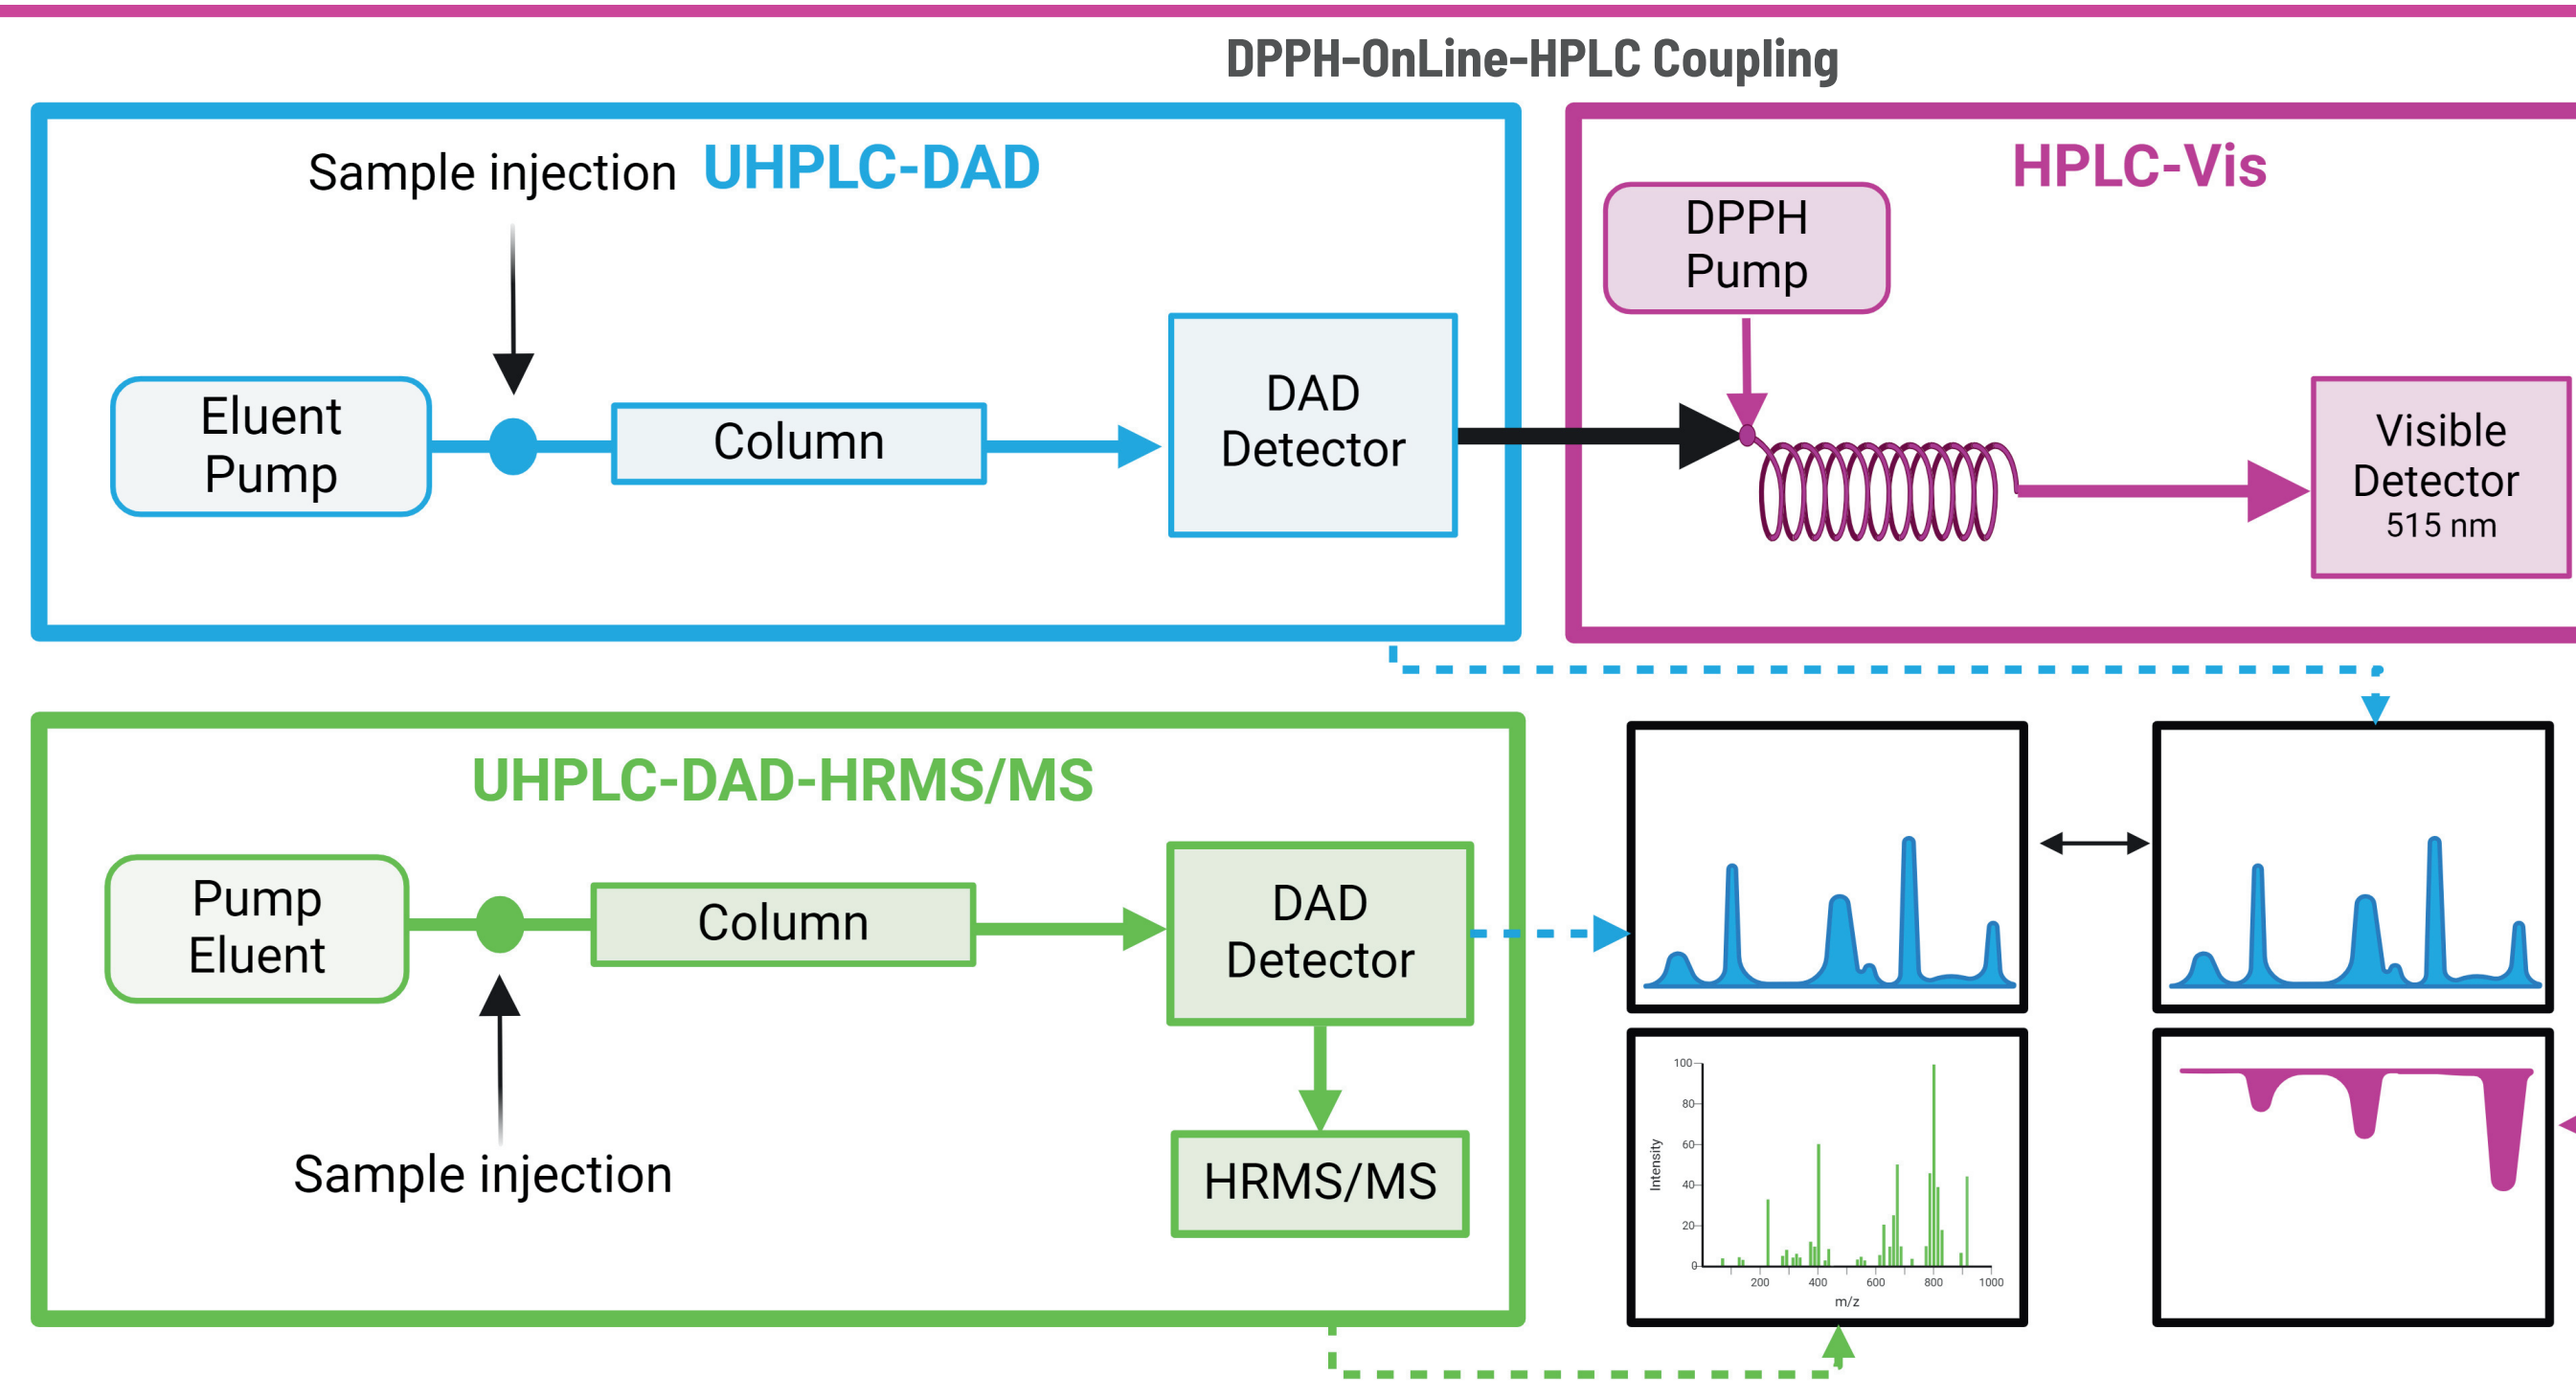 DPPH-OnLine-HPLC Coupling
Sample injection UHPLC-DAD
Eluent
Pump
Column
DAD
Detector
HPLC-Vis
DPPH
Pump
Visible
Detector
515 nm
UHPLC-DAD-HRMS/MS
Pump
Eluent
Column
DAD
Detector
HRMS/MS
Sample injection
100
80
60
40
20
0
Intensity
200 400 600 800 1000
m/z